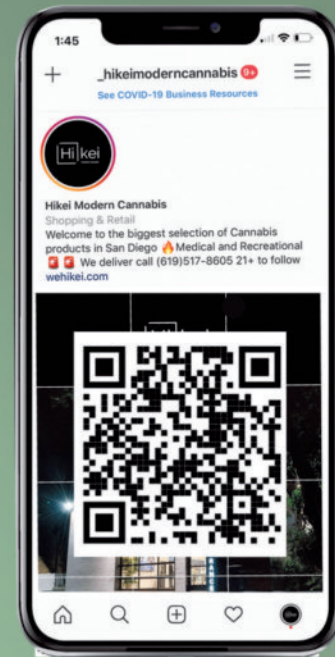 1:45
_hikeimoderncannabis 9+
See COVID-19 Business Resources
Hi kei
Hikei Modern Cannabis
Shopping & Retail
Welcome to the biggest selection of Cannabis
products in San Diego 🔥Medical and Recreational
🚨 🚨 We deliver call (619)517-8605 21+ to follow
wehikei.com